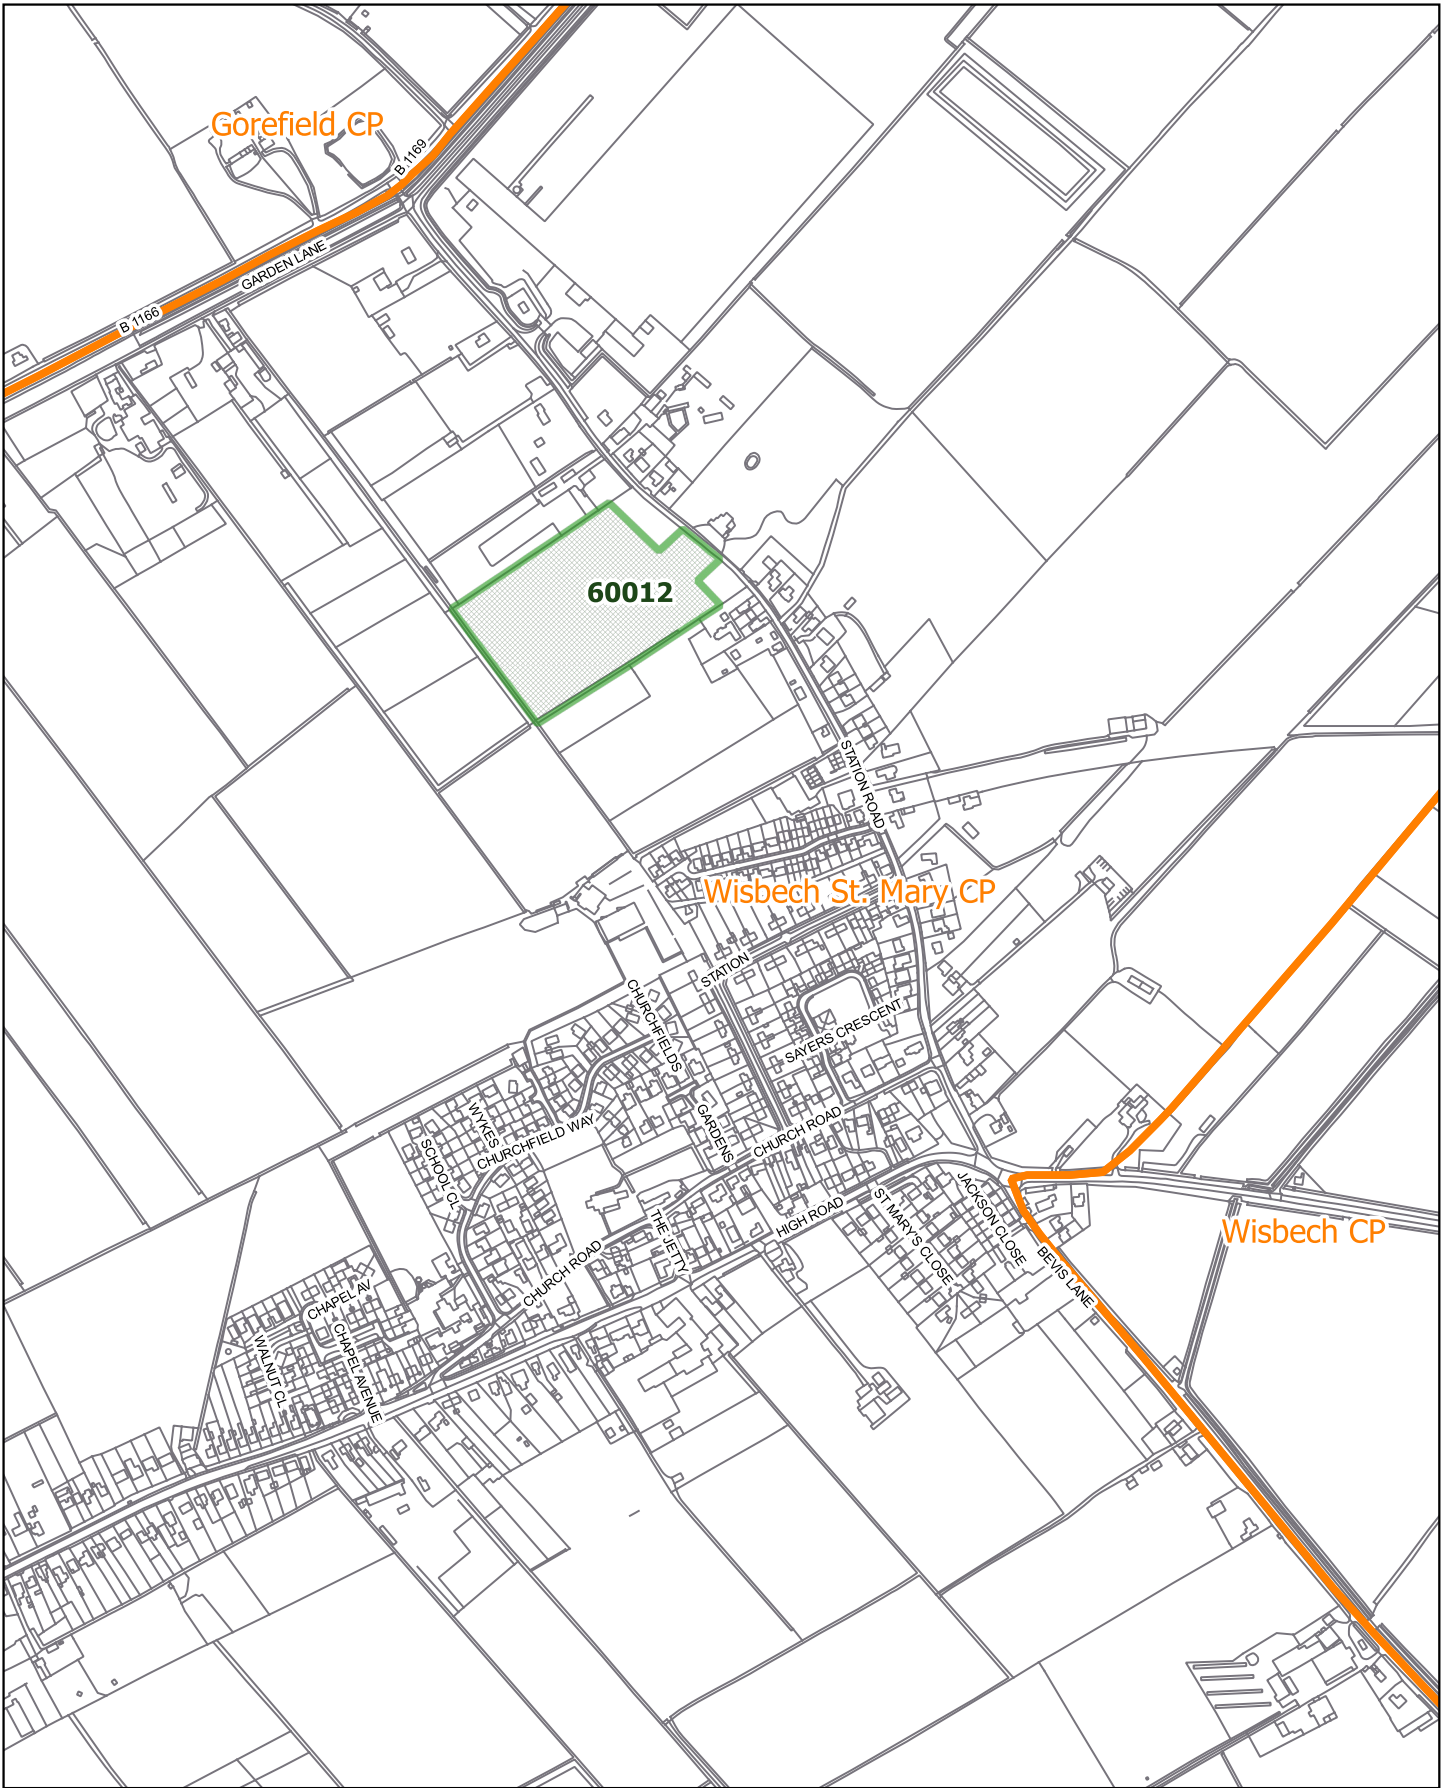 Gorefield CP
B 1169
GARDEN LANE
B 1166
60012
STATION ROAD
Wisbech St. Mary CP
STATION
CHURCHFIELDS
SAYERS CRESCENT
WYKES
GARDENS
CHURCH ROAD
CHURCHFIELD WAY
SCHOOL CL
JACKSON CLOSE
ST MARY'S CLOSE
HIGH ROAD
THE JETTY
Wisbech CP
BEVIS LANE
CHURCH ROAD
CHAPEL AV
WALNUT CL
CHAPEL AVENUE